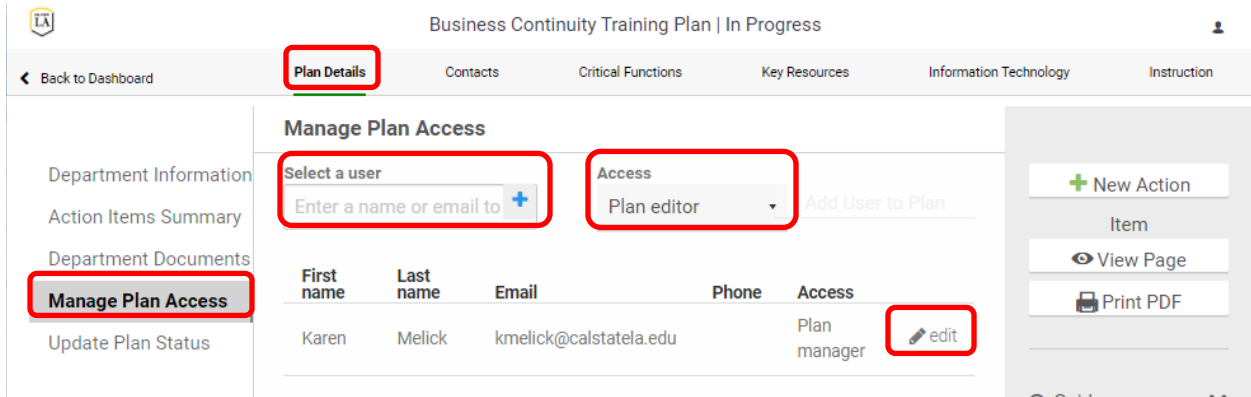 LA
Business Continuity Training Plan | In Progress
Back to Dashboard
Plan Details
Contacts
Critical Functions
Key Resources
Information Technology
Instruction
Manage Plan Access
Department Information
Action Items Summary
Department Documents
Manage Plan Access
Update Plan Status
Select a user
Enter a name or email to
Access
Plan editor
Add User to Plan
First name
Last name
Email
Phone
Access
Karen
Melick
kmelick@calstatela.edu
Plan manager
edit
New Action
Item
View Page
Print PDF